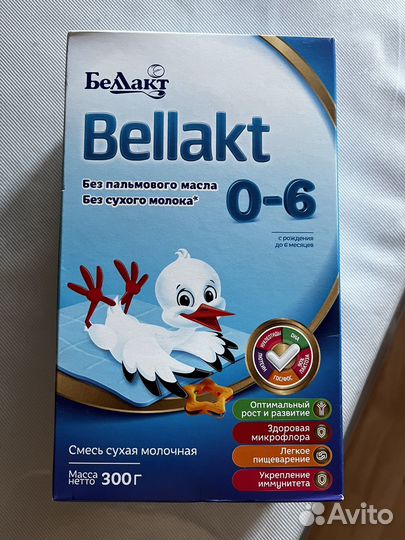 Беллакт
Bellakt
Без пальмового масла
Без сухого молока*
0-6
с рождения
до 6 месяцев
Оптимальный
рост и развитие
Здоровая
микрофлора
Легкое
пищеварение
Укрепление
иммунитета
Смесь сухая молочная
Масса
нетто 300 г
Avito